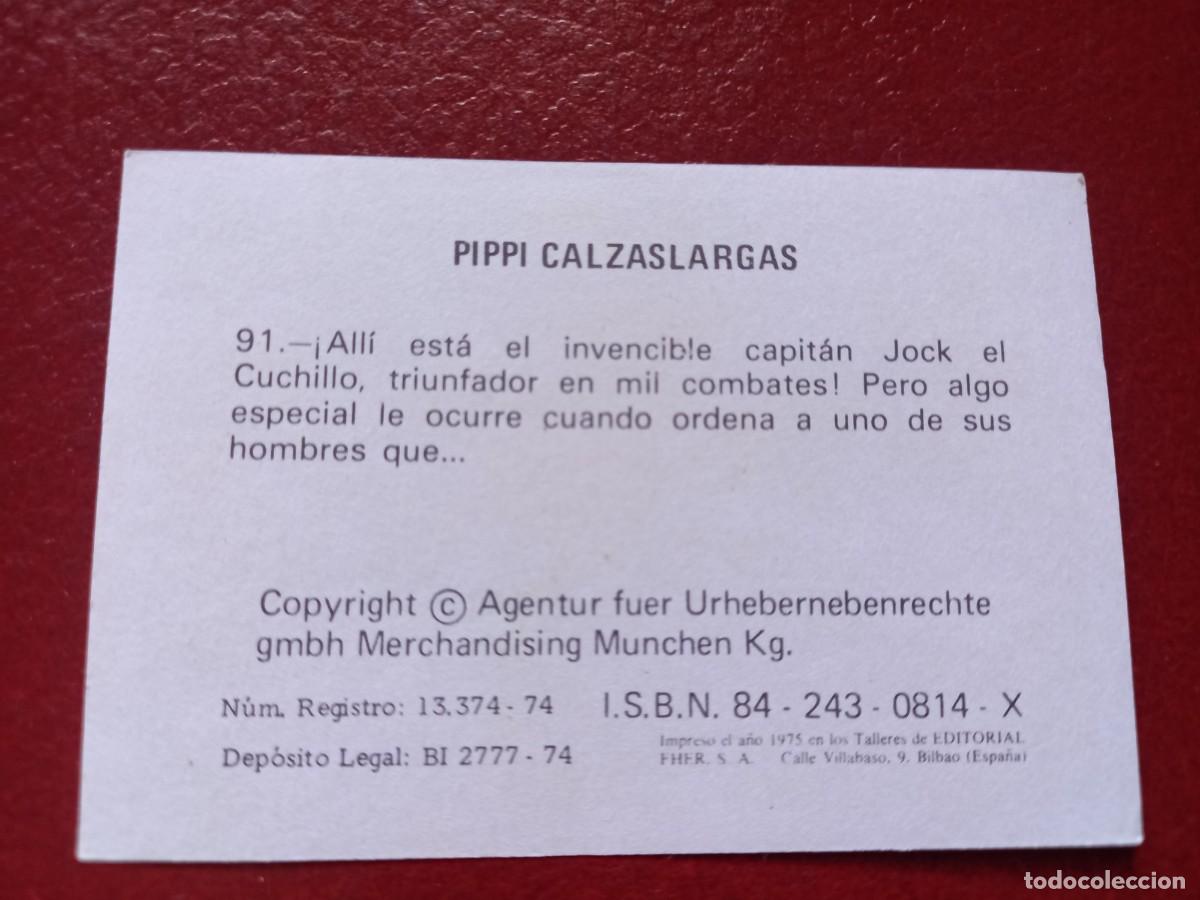 PIPPI CALZASLARGAS
91.—¡Allí está el invencible capitán Jock el
Cuchillo, triunfador en mil combates! Pero algo
especial le ocurre cuando ordena a uno de sus
hombres que...
Copyright © Agentur fuer Urhebernebenrechte
gmbh Merchandising Munchen Kg.
Núm. Registro: 13.374 - 74
I.S.B.N. 84 - 243 - 0814 - X
Depósito Legal: BI 2777 - 74
Impreso el año 1975 en los Talleres de EDITORIAL
FHER. S. A. Calle Villabaso, 9. Bilbao (España)
todocoleccion